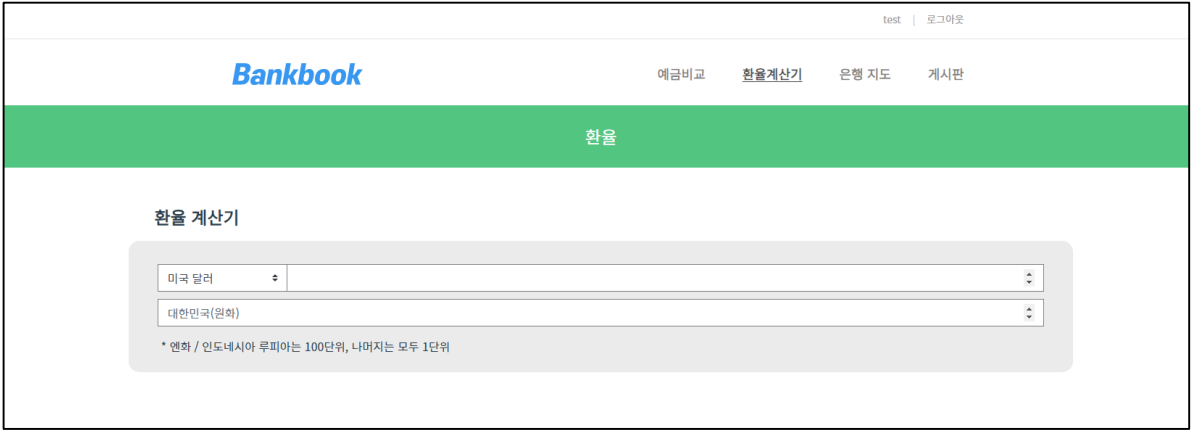 test | 로그아웃
Bankbook 예금비교 환율계산기 은행 지도 게시판
환율
환율 계산기
미국 달러
대한민국(원화)
* 엔화 / 인도네시아 루피아는 100단위, 나머지는 모두 1단위